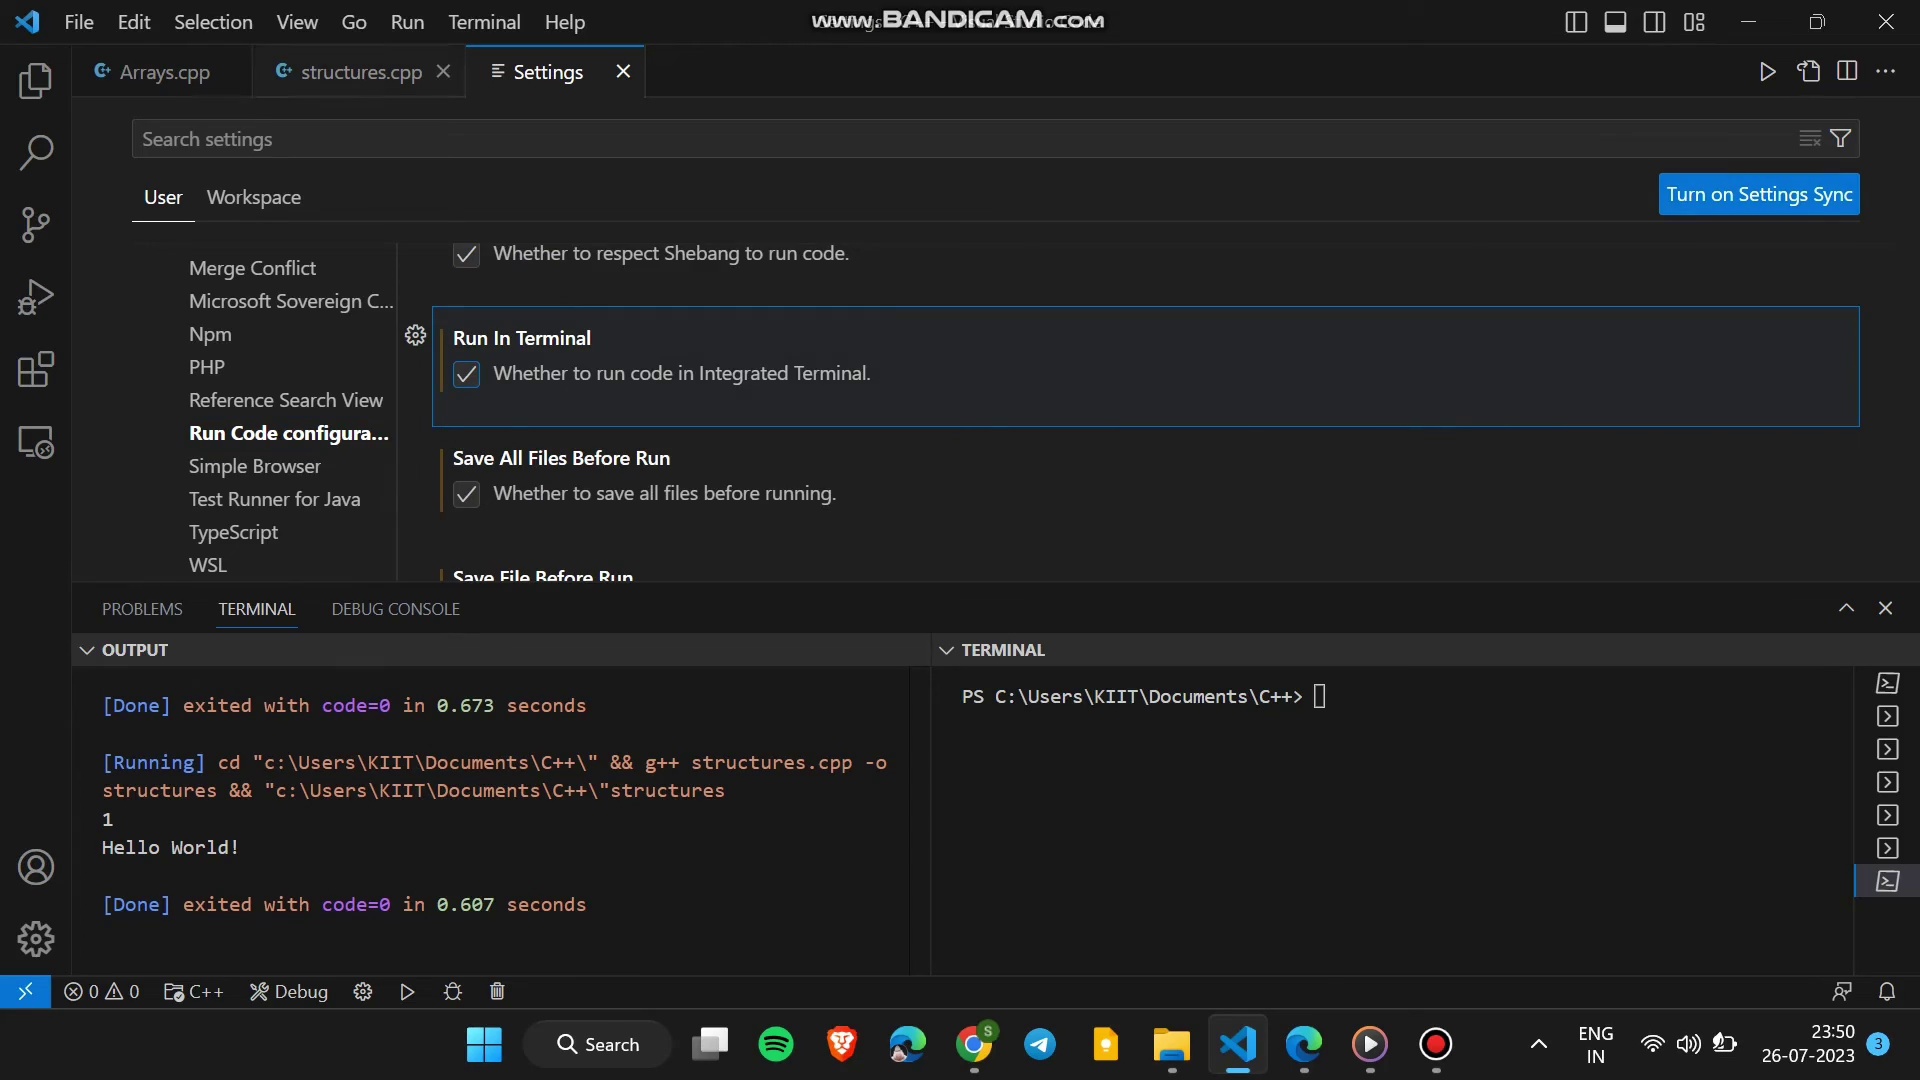 File Edit Selection View Go Run Terminal Help
www.BANDICAM.com
Arrays.cpp
structures.cpp
Settings
Search settings
User Workspace
Turn on Settings Sync
Merge Conflict
Microsoft Sovereign C...
Npm
PHP
Reference Search View
Run Code configura...
Simple Browser
Test Runner for Java
TypeScript
WSL
Whether to respect Shebang to run code.
Run In Terminal
Whether to run code in Integrated Terminal.
Save All Files Before Run
Whether to save all files before running.
Save File Before Run
PROBLEMS TERMINAL DEBUG CONSOLE
OUTPUT
[Done] exited with code=0 in 0.673 seconds
[Running] cd "c:\Users\KIIT\Documents\C++\" && g++ structures.cpp -o
structures && "c:\Users\KIIT\Documents\C++\"structures
1
Hello World!
[Done] exited with code=0 in 0.607 seconds
TERMINAL
PS C:\Users\KIIT\Documents\C++>
0 0 C++ Debug
Search
S
ENG
IN
23:50
26-07-2023
3